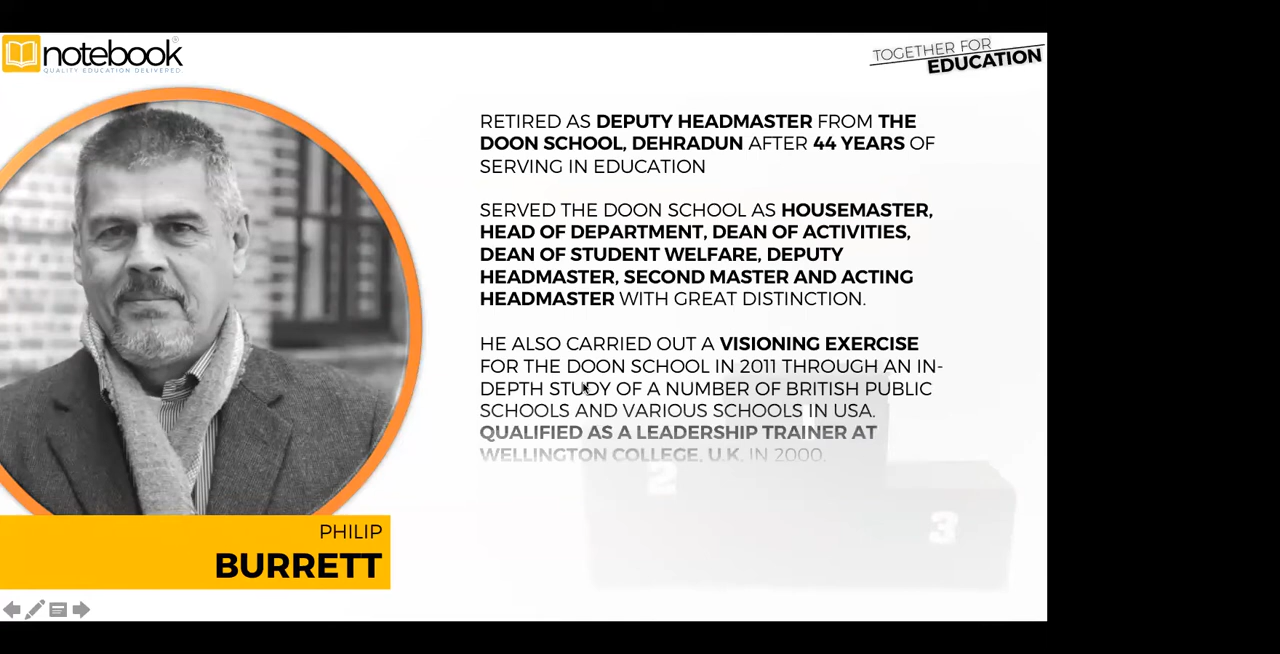 notebook
QUALITY EDUCATION DELIVERED.
TOGETHER FOR
EDUCATION
RETIRED AS DEPUTY HEADMASTER FROM THE
DOON SCHOOL, DEHRADUN AFTER 44 YEARS OF
SERVING IN EDUCATION
SERVED THE DOON SCHOOL AS HOUSEMASTER,
HEAD OF DEPARTMENT, DEAN OF ACTIVITIES,
DEAN OF STUDENT WELFARE, DEPUTY
HEADMASTER, SECOND MASTER AND ACTING
HEADMASTER WITH GREAT DISTINCTION.
HE ALSO CARRIED OUT A VISIONING EXERCISE
FOR THE DOON SCHOOL IN 2011 THROUGH AN IN-
DEPTH STUDY OF A NUMBER OF BRITISH PUBLIC
SCHOOLS AND VARIOUS SCHOOLS IN USA.
QUALIFIED AS A LEADERSHIP TRAINER AT
WELLINGTON COLLEGE, U.K. IN 2000.
2
3
PHILIP
BURRETT